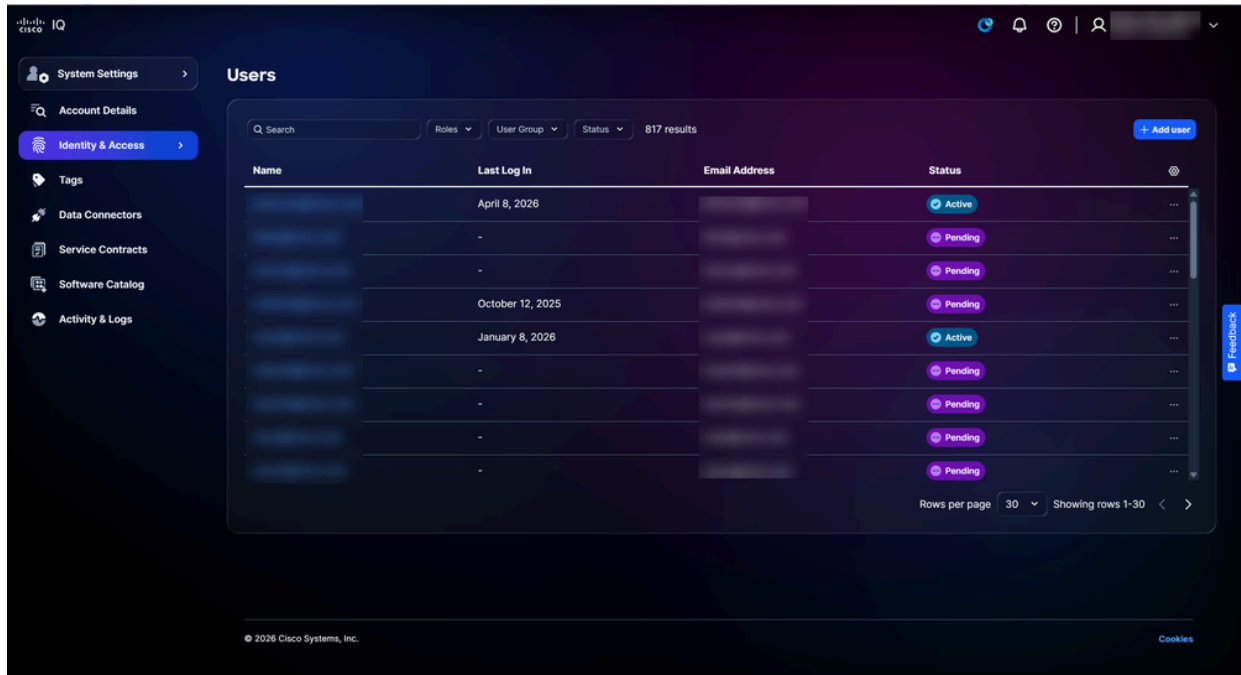 cisco IQ
System Settings
Account Details
Identity & Access
Tags
Data Connectors
Service Contracts
Software Catalog
Activity & Logs
Users
Search Roles User Group Status 817 results + Add user
Name Last Log In Email Address Status
April 8, 2026 Active ...
- Pending ...
- Pending ...
October 12, 2025 Pending ...
January 8, 2026 Active ...
- Pending ...
- Pending ...
- Pending ...
- Pending ...
Rows per page 30 Showing rows 1-30
Feedback
© 2026 Cisco Systems, Inc. Cookies